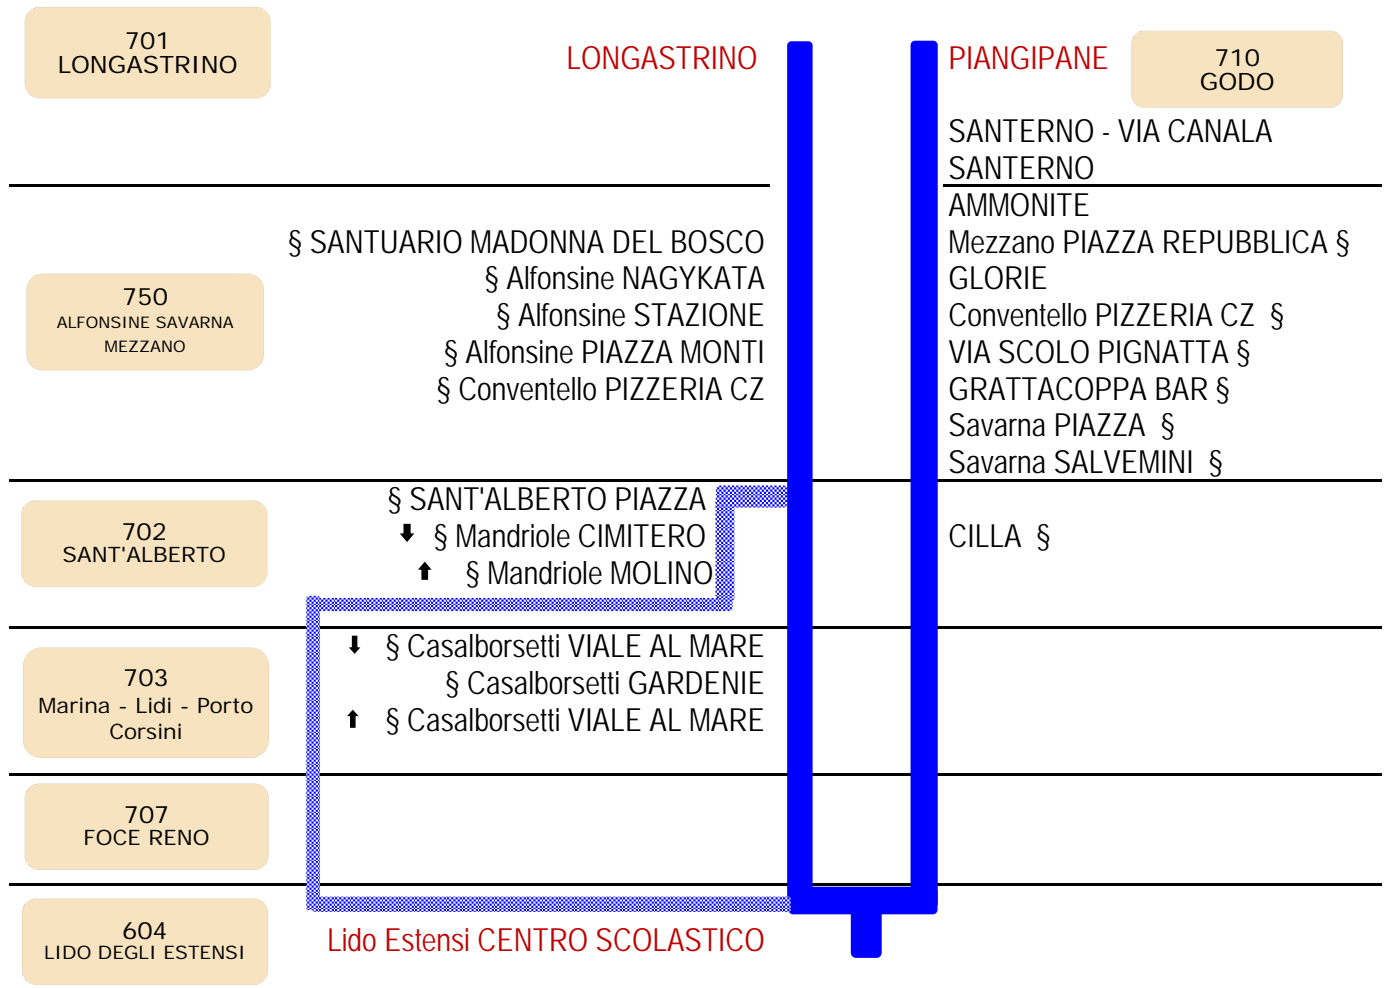 701
LONGASTRINO
LONGASTRINO
PIANGIPANE
710
GODO
SANTERNO - VIA CANALA
SANTERNO
AMMONITE
§ SANTUARIO MADONNA DEL BOSCO
Mezzano PIAZZA REPUBBLICA §
§ Alfonsine NAGYKATA
GLORIE
750
ALFONSINE SAVARNA
MEZZANO
§ Alfonsine STAZIONE
Conventello PIZZERIA CZ §
§ Alfonsine PIAZZA MONTI
VIA SCOLO PIGNATTA §
§ Conventello PIZZERIA CZ
GRATTACOPPA BAR §
Savarna PIAZZA §
Savarna SALVEMINI §
702
SANT'ALBERTO
§ SANT'ALBERTO PIAZZA
⬇ § Mandriole CIMITERO
CILLA §
⬆ § Mandriole MOLINO
703
Marina - Lidi - Porto
Corsini
⬇ § Casalborsetti VIALE AL MARE
§ Casalborsetti GARDENIE
⬆ § Casalborsetti VIALE AL MARE
707
FOCE RENO
604
LIDO DEGLI ESTENSI
Lido Estensi CENTRO SCOLASTICO